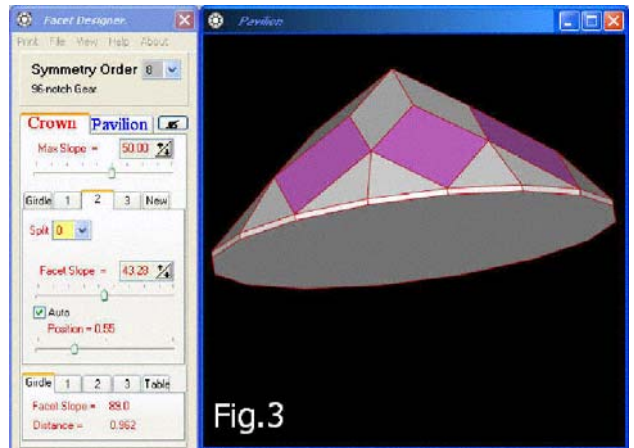 Facet Designer.
Print File View Help About
Symmetry Order 8
96-notch Gear
Crown Pavilion
Max Slope = 50.00
Girdle 1 2 3 New
Split 0
Facet Slope = 43.28
Auto
Position = 0.55
Girdle 1 2 3 Table
Facet Slope = 89.0
Distance = 0.962
Pavilion
Fig.3